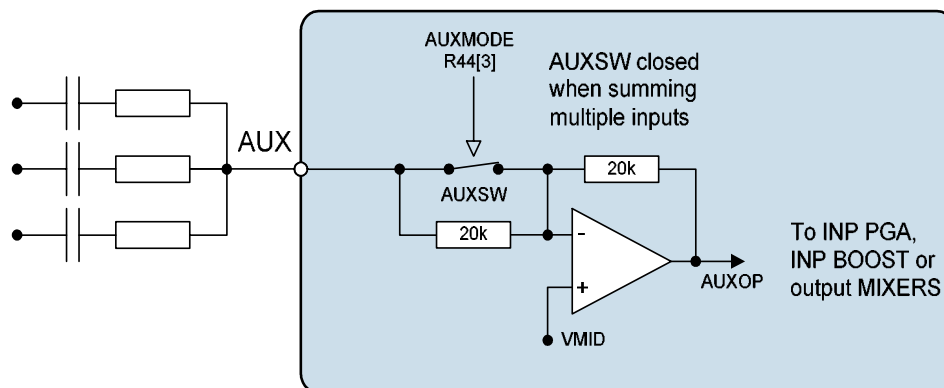 AUXMODE
R44[3]
AUXSW closed
when summing
multiple inputs
AUX
AUXSW
20k
20k
-
+
VMID
AUXOP
To INP PGA,
INP BOOST or
output MIXERS